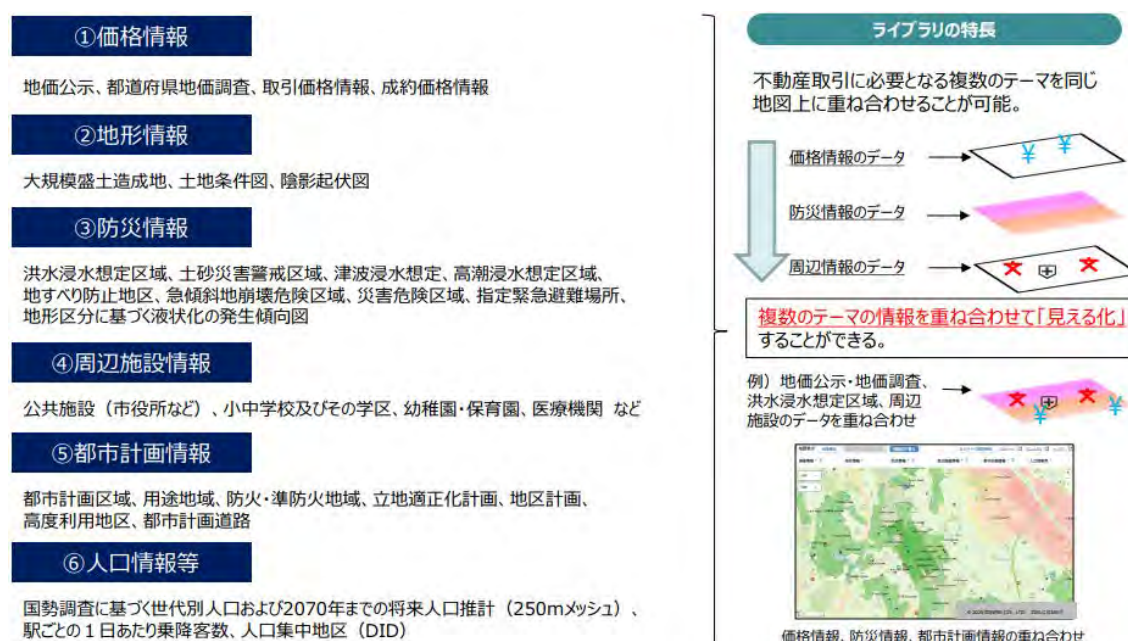 ①価格情報
地価公示、都道府県地価調査、取引価格情報、成約価格情報
②地形情報
大規模盛土造成地、土地条件図、陰影起伏図
③防災情報
洪水浸水想定区域、土砂災害警戒区域、津波浸水想定、高潮浸水想定区域、
地すべり防止地区、急傾斜地崩壊危険区域、災害危険区域、指定緊急避難場所、
地形区分に基づく液状化の発生傾向図
④周辺施設情報
公共施設（市役所など）、小中学校及びその学区、幼稚園・保育園、医療機関 など
⑤都市計画情報
都市計画区域、用途地域、防火・準防火地域、立地適正化計画、地区計画、
高度利用地区、都市計画道路
⑥人口情報等
国勢調査に基づく世代別人口および2070年までの将来人口推計（250mメッシュ）、
駅ごとの１日あたり乗降客数、人口集中地区（DID）
ライブラリの特長
不動産取引に必要となる複数のテーマを同じ
地図上に重ね合わせることが可能。
価格情報のデータ
¥ ¥
防災情報のデータ
周辺情報のデータ
複数のテーマの情報を重ね合わせて「見える化」
することができる。
例）地価公示・地価調査、
洪水浸水想定区域、周辺
施設のデータを重ね合わせ
¥ ¥
価格情報、防災情報、都市計画情報の重ね合わせ